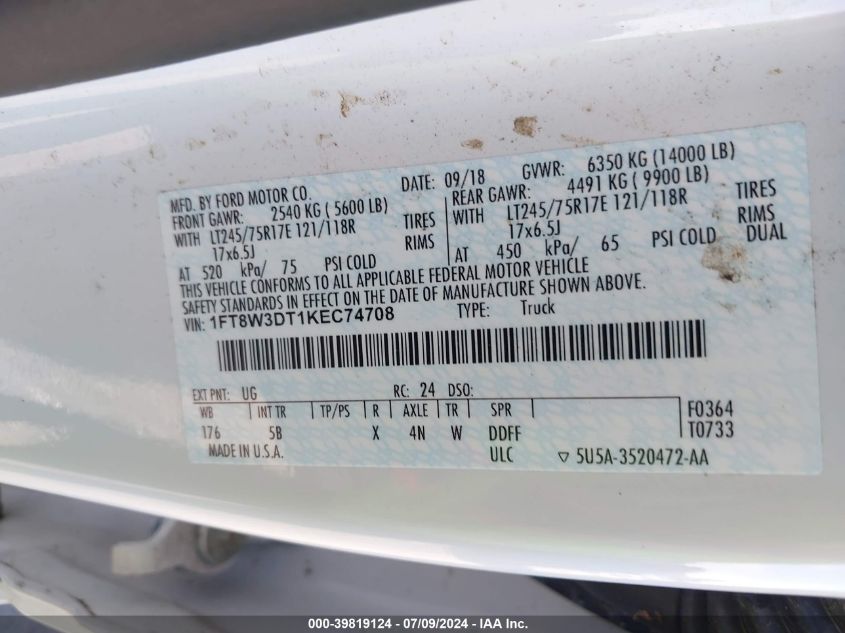 MFD. BY FORD MOTOR CO.
DATE: 09/18 GVWR: 6350 KG (14000 LB)
FRONT GAWR: 2540 KG ( 5600 LB)
REAR GAWR: 4491 KG ( 9900 LB)
WITH LT245/75R17E 121/118R TIRES
WITH LT245/75R17E 121/118R TIRES
17x6.5J RIMS
17x6.5J RIMS
AT 520 kPa/ 75 PSI COLD
AT 450 kPa/ 65 PSI COLD DUAL
THIS VEHICLE CONFORMS TO ALL APPLICABLE FEDERAL MOTOR VEHICLE
SAFETY STANDARDS IN EFFECT ON THE DATE OF MANUFACTURE SHOWN ABOVE.
VIN: 1FT8W3DT1KEC74708 TYPE: Truck
EXT PNT: UG RC: 24 DSO:
WB INT TR TP/PS R AXLE TR SPR F0364
176 5B X 4N W DDFF T0733
MADE IN U.S.A. ULC ▽ 5U5A-3520472-AA
000-39819124 - 07/09/2024 - IAA Inc.